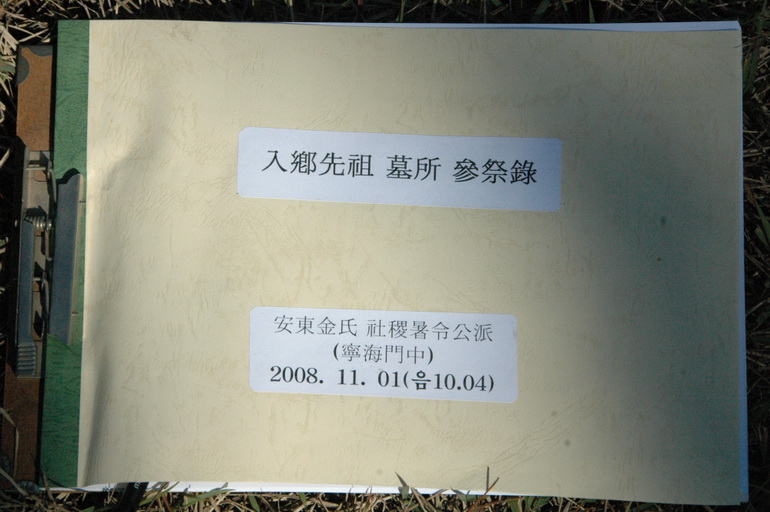 入鄕先祖 墓所 參祭錄
安東金氏 社稷暑令公派
(寧海門中)
2008. 11. 01(음10.04)